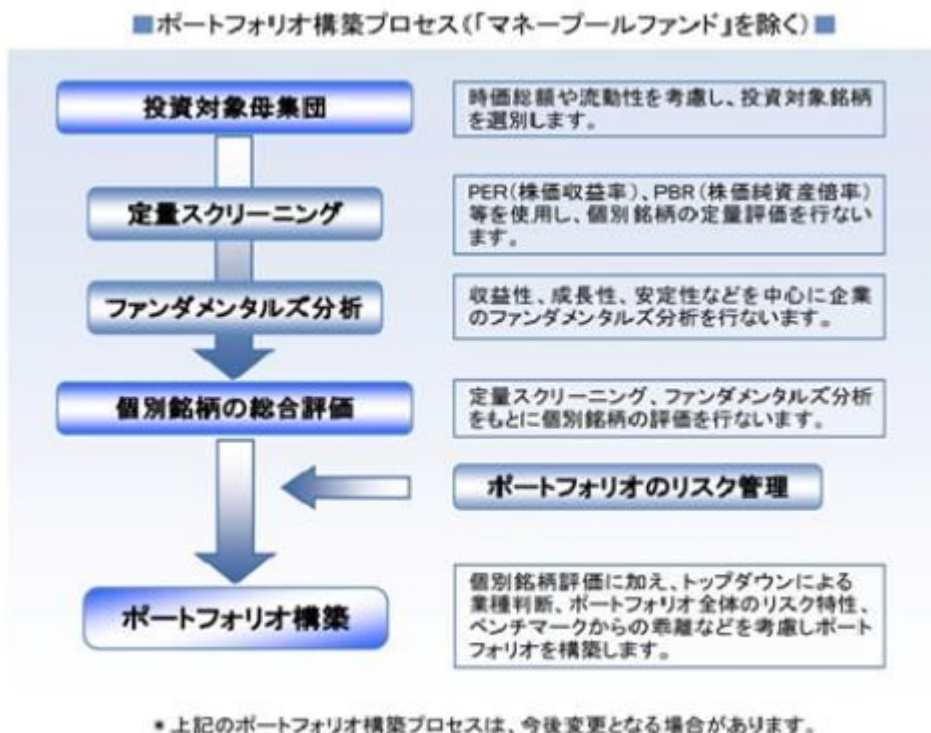 ■ポートフォリオ構築プロセス(「マネープールファンド」を除く)■
投資対象母集団
時価総額や流動性を考慮し、投資対象銘柄
を選別します。
定量スクリーニング
PER(株価収益率)、PBR(株価純資産倍率)
等を使用し、個別銘柄の定量評価を行ない
ます。
ファンダメンタルズ分析
収益性、成長性、安定性などを中心に企業
のファンダメンタルズ分析を行ないます。
個別銘柄の総合評価
定量スクリーニング、ファンダメンタルズ分析
をもとに個別銘柄の評価を行ないます。
ポートフォリオのリスク管理
ポートフォリオ構築
個別銘柄評価に加え、トップダウンによる
業種判断、ポートフォリオ全体のリスク特性、
ベンチマークからの乖離などを考慮しポート
フォリオを構築します。
* 上記のポートフォリオ構築プロセスは、今後変更となる場合があります。